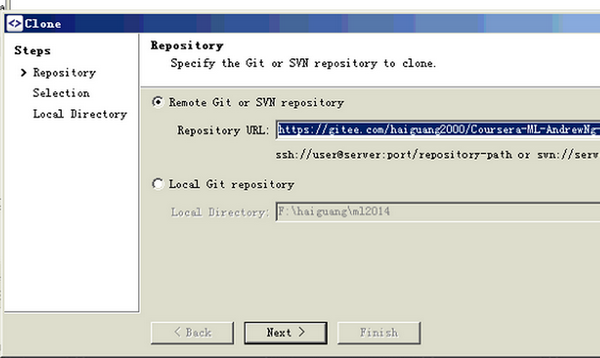 Clone
Steps
Repository
Selection
Local Directory
Repository
Specify the Git or SVN repository to clone.
Remote Git or SVN repository
Repository URL: https://gitee.com/haiguang2000/Coursera-ML-AndrewNg-
ssh://user@server:port/repository-path or svn://serv
Local Git repository
Local Directory: F:\haiguang\ml2014
< Back Next > Finish